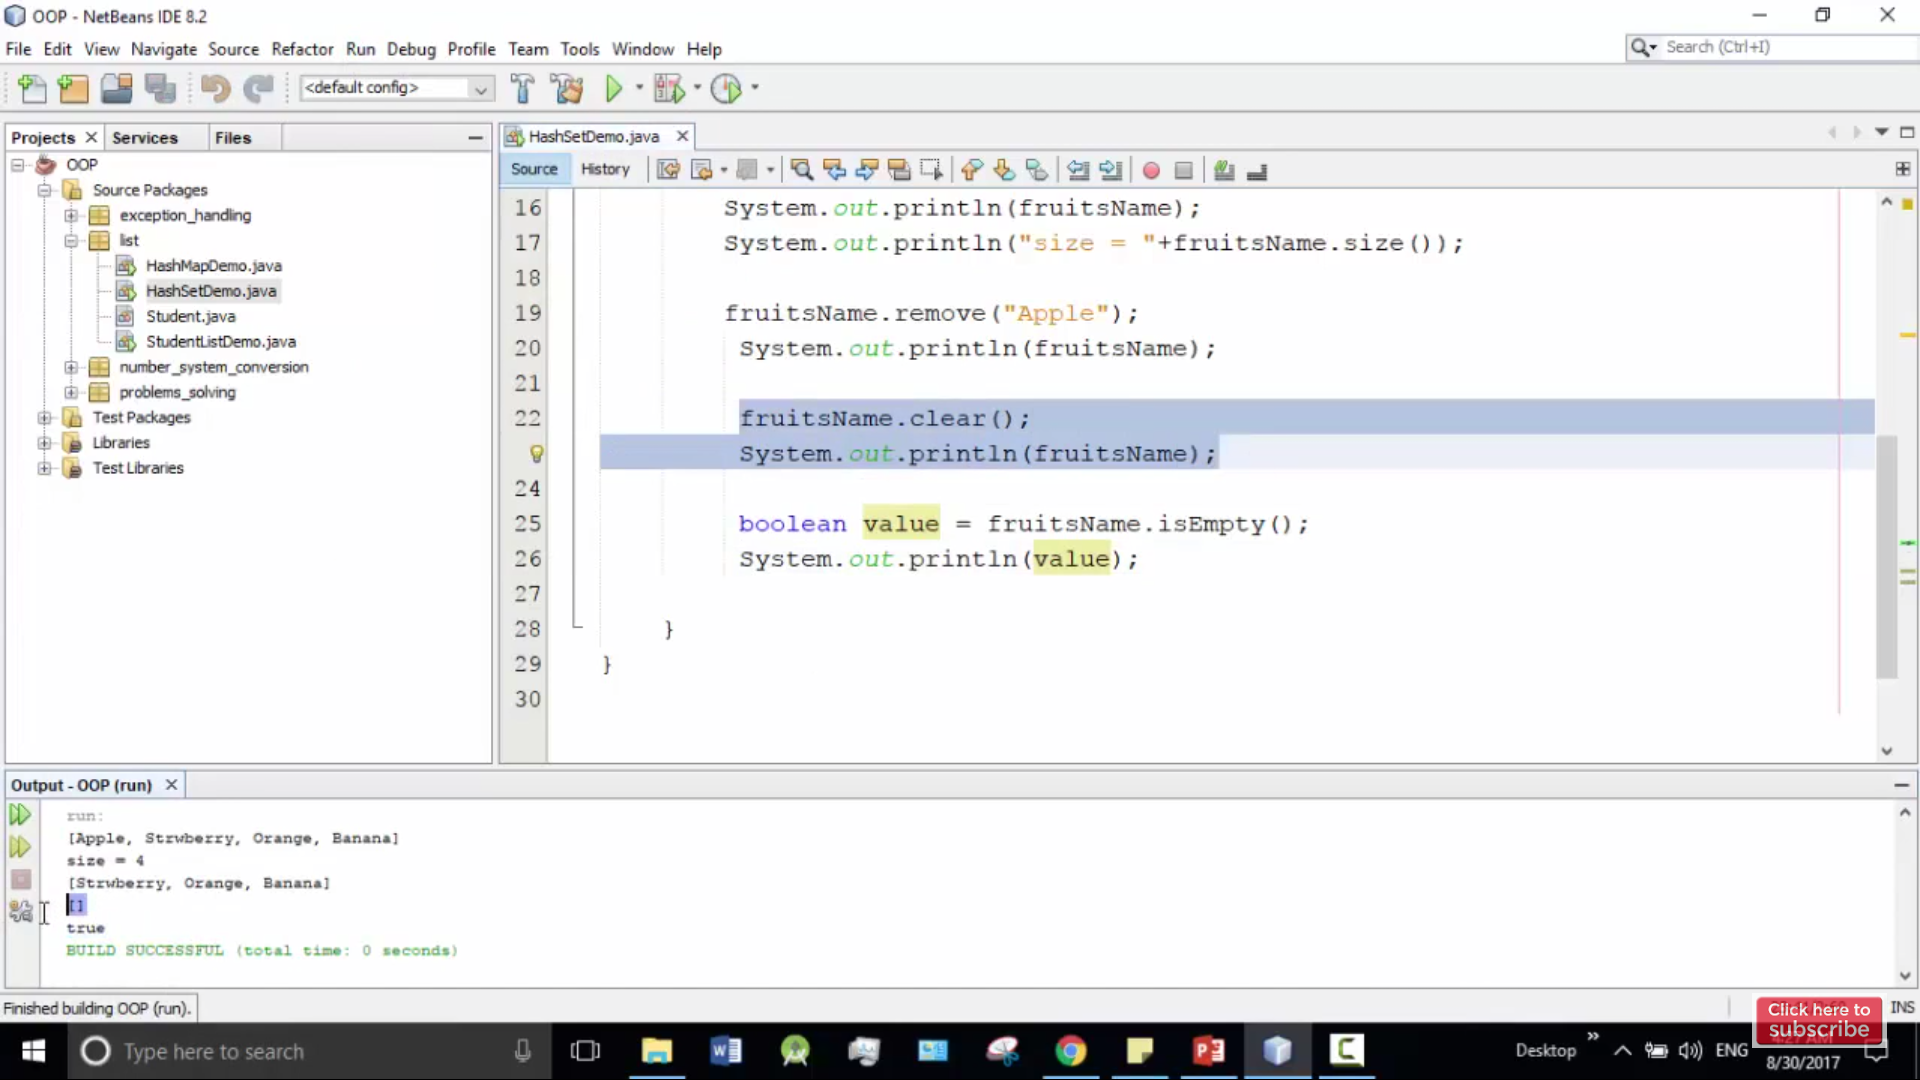 OOP - NetBeans IDE 8.2
File Edit View Navigate Source Refactor Run Debug Profile Team Tools Window Help
Search (Ctrl+I)
<default config>
Projects Services Files
HashSetDemo.java
Source History
OOP
Source Packages
exception_handling
list
HashMapDemo.java
HashSetDemo.java
Student.java
StudentListDemo.java
number_system_conversion
problems_solving
Test Packages
Libraries
Test Libraries
16 System.out.println(fruitsName);
17 System.out.println("size = "+fruitsName.size());
18
19 fruitsName.remove("Apple");
20 System.out.println(fruitsName);
21
22 fruitsName.clear();
System.out.println(fruitsName);
24
25 boolean value = fruitsName.isEmpty();
26 System.out.println(value);
27
28 }
29 }
30
Output - OOP (run)
run:
[Apple, Strwberry, Orange, Banana]
size = 4
[Strwberry, Orange, Banana]
[]
true
BUILD SUCCESSFUL (total time: 0 seconds)
Finished building OOP (run).
INS
Click here to
subscribe
Type here to search
Desktop
ENG
8/30/2017